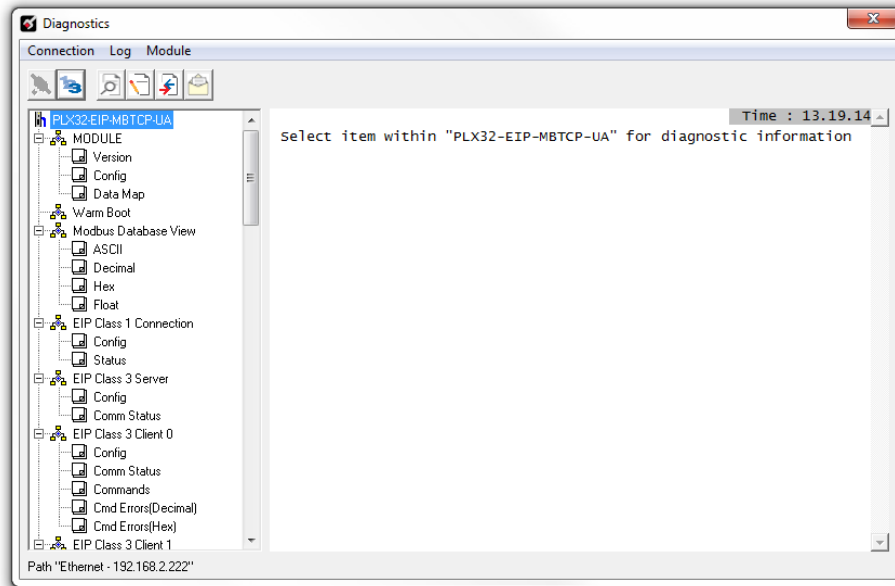 Diagnostics
Connection Log Module
PLX32-EIP-MBTCP-UA
MODULE
Version
Config
Data Map
Warm Boot
Modbus Database View
ASCII
Decimal
Hex
Float
EIP Class 1 Connection
Config
Status
EIP Class 3 Server
Config
Comm Status
EIP Class 3 Client 0
Config
Comm Status
Commands
Cmd Errors(Decimal)
Cmd Errors(Hex)
EIP Class 3 Client 1
Time : 13.19.14
Select item within "PLX32-EIP-MBTCP-UA" for diagnostic information
Path "Ethernet - 192.168.2.222"